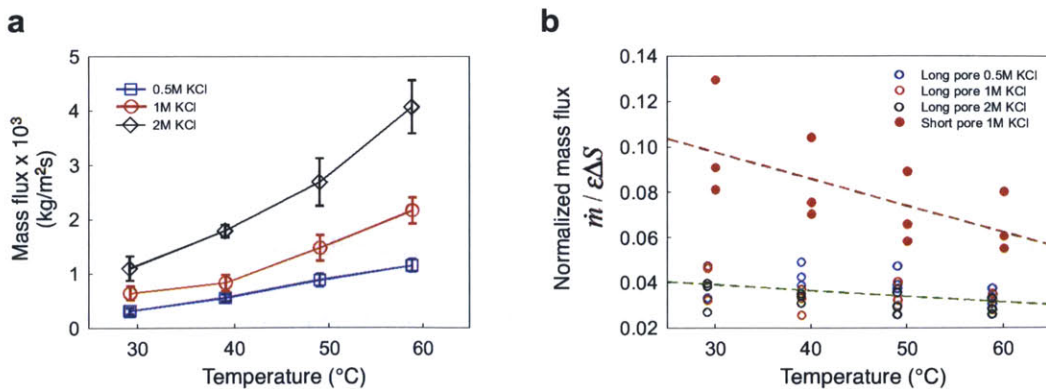 a
Mass flux x 10³
(kg/m²s)
5
4
3
2
1
0
0.5M KCl
1M KCl
2M KCl
30
40
50
60
Temperature (°C)
b
Normalized mass flux
ṁ / εΔS
0.14
0.12
0.10
0.08
0.06
0.04
0.02
Long pore 0.5M KCl
Long pore 1M KCl
Long pore 2M KCl
Short pore 1M KCl
30
40
50
60
Temperature (°C)